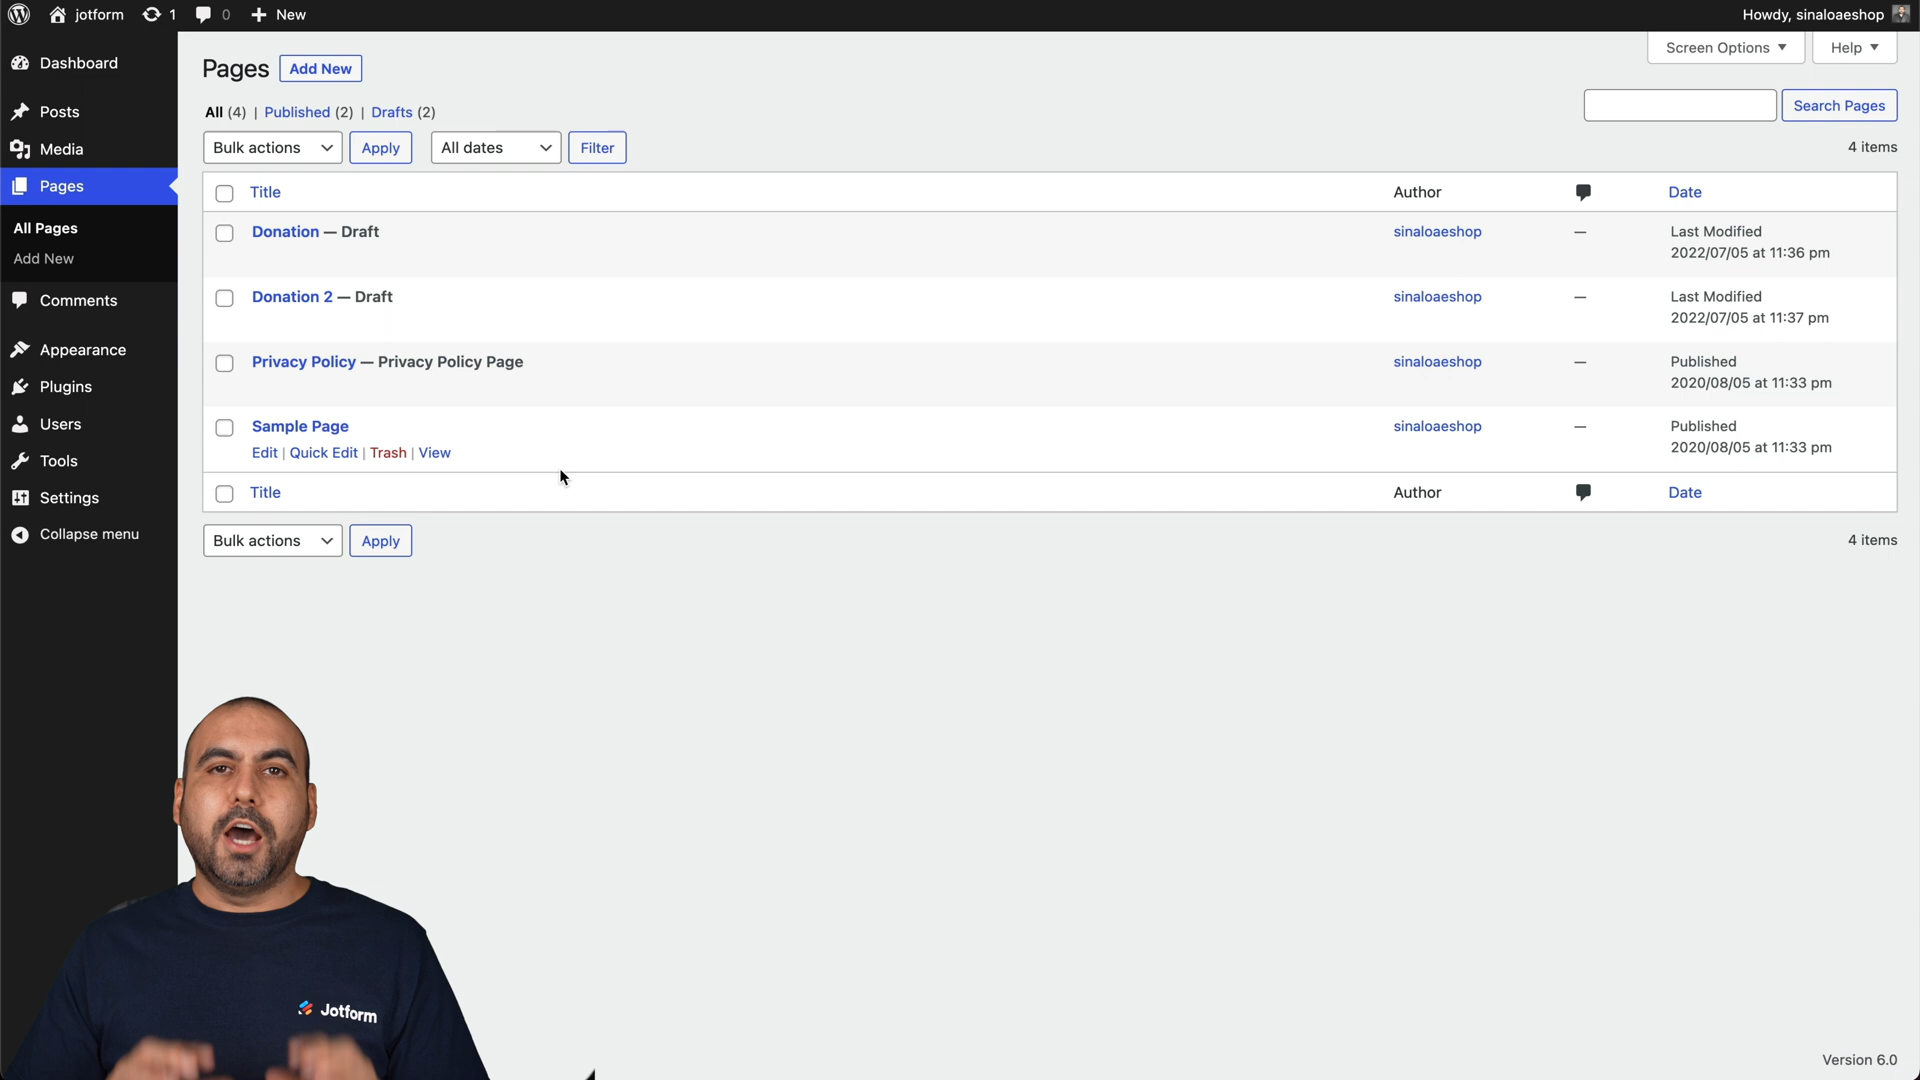 jotform 1 0 New Howdy, sinaloaeshop
Screen Options Help
Dashboard
Posts
Media
Pages
All Pages
Add New
Comments
Appearance
Plugins
Users
Tools
Settings
Collapse menu
Pages Add New
All (4) | Published (2) | Drafts (2)
Search Pages
Bulk actions Apply All dates Filter 4 items
Title Author Date
Donation — Draft sinaloaeshop — Last Modified
2022/07/05 at 11:36 pm
Donation 2 — Draft sinaloaeshop — Last Modified
2022/07/05 at 11:37 pm
Privacy Policy — Privacy Policy Page sinaloaeshop — Published
2020/08/05 at 11:33 pm
Sample Page sinaloaeshop — Published
Edit | Quick Edit | Trash | View 2020/08/05 at 11:33 pm
Title Author Date
Bulk actions Apply 4 items
Jotform
Version 6.0